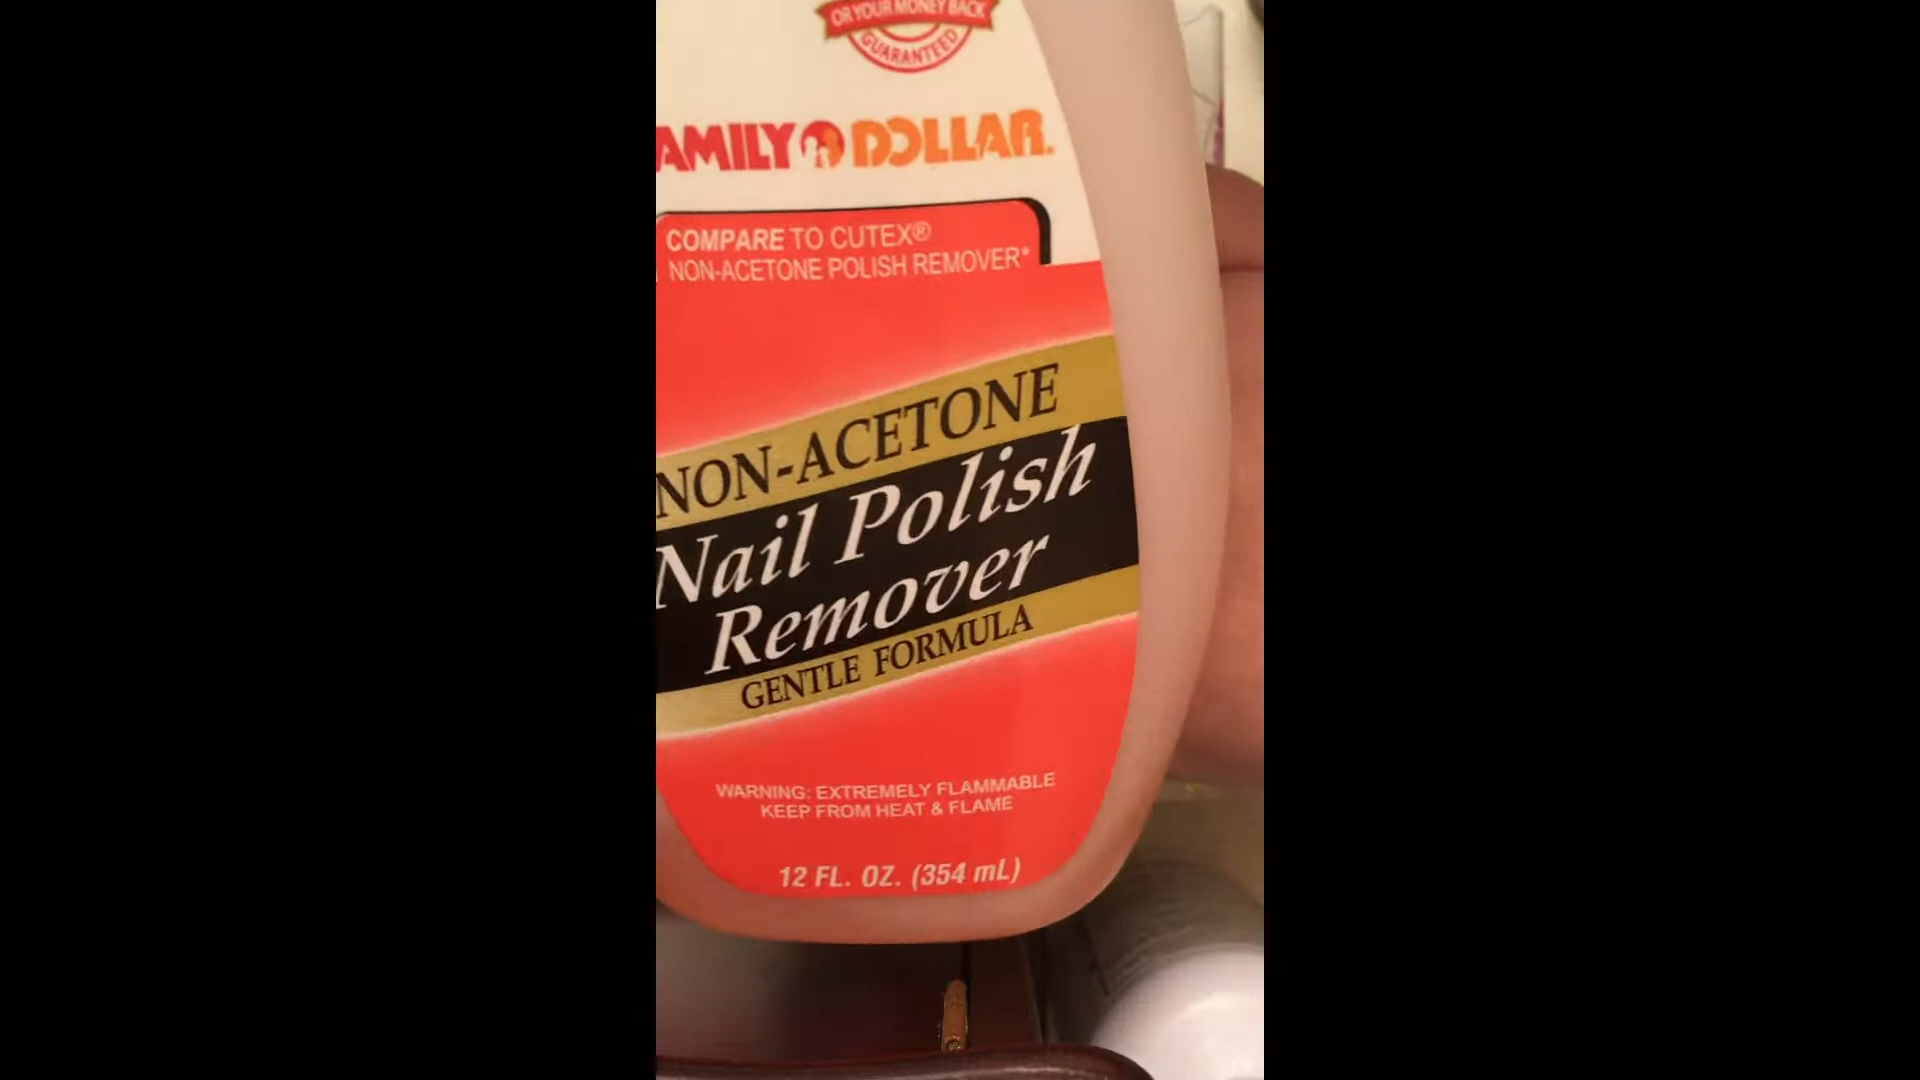 OR YOUR MONEY BACK
GUARANTEED
AMILY DOLLAR.
COMPARE TO CUTEX®
NON-ACETONE POLISH REMOVER*
NON-ACETONE
Nail Polish
Remover
GENTLE FORMULA
WARNING: EXTREMELY FLAMMABLE
KEEP FROM HEAT & FLAME
12 FL. OZ. (354 mL)